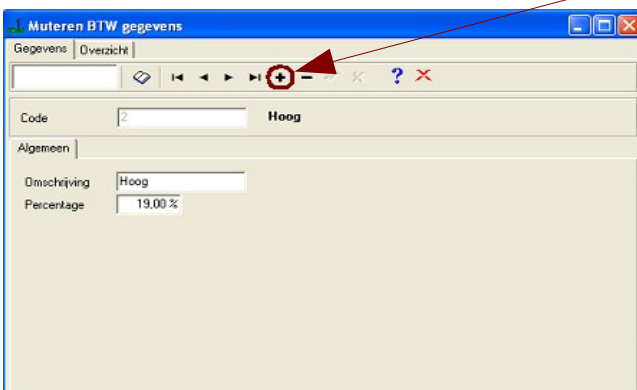 Muteren BTW gegevens
Gegevens Overzicht
?
Code 2 Hoog
Algemeen
Omschrijving Hoog
Percentage 19,00 %